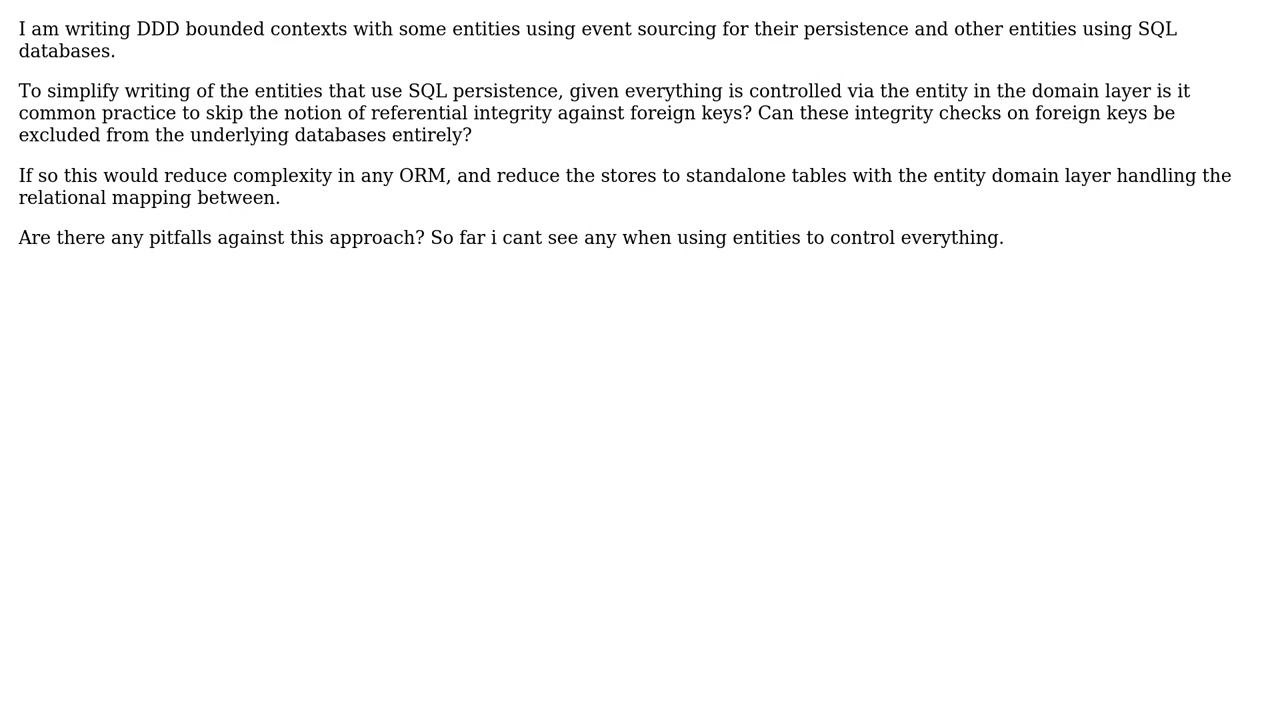 I am writing DDD bounded contexts with some entities using event sourcing for their persistence and other entities using SQL
databases.
To simplify writing of the entities that use SQL persistence, given everything is controlled via the entity in the domain layer is it
common practice to skip the notion of referential integrity against foreign keys? Can these integrity checks on foreign keys be
excluded from the underlying databases entirely?
If so this would reduce complexity in any ORM, and reduce the stores to standalone tables with the entity domain layer handling the
relational mapping between.
Are there any pitfalls against this approach? So far i cant see any when using entities to control everything.